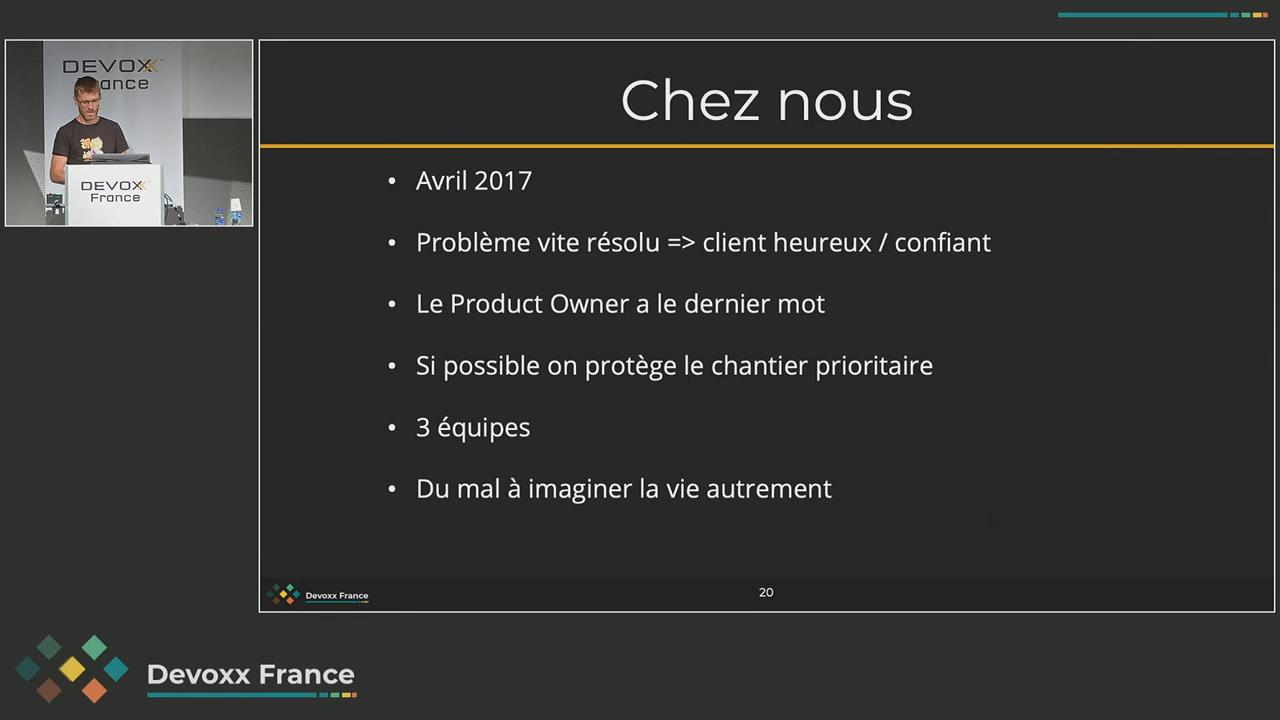 DEVOXX
France
DEVOXX
France
Chez nous
• Avril 2017
• Problème vite résolu => client heureux / confiant
• Le Product Owner a le dernier mot
• Si possible on protège le chantier prioritaire
• 3 équipes
• Du mal à imaginer la vie autrement
Devoxx France
20
Devoxx France